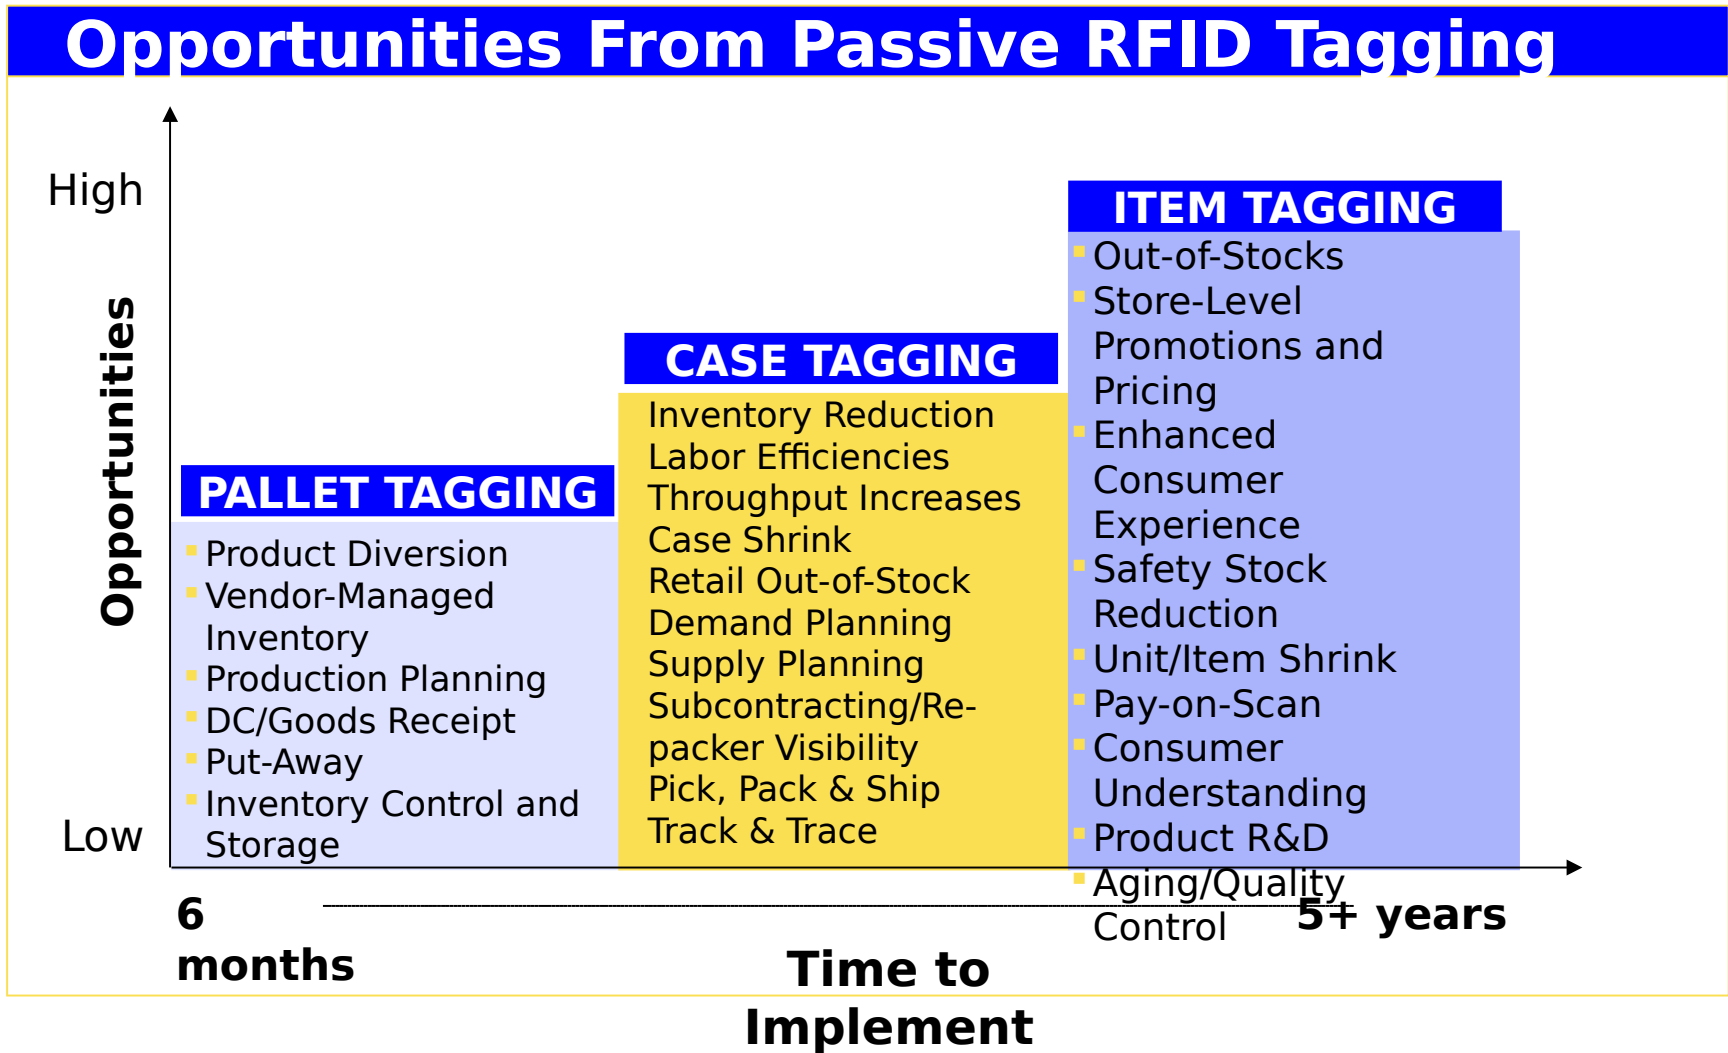 Opportunities From Passive RFID Tagging
High
Opportunities
Low
PALLET TAGGING
Product Diversion
Vendor-Managed
Inventory
Production Planning
DC/Goods Receipt
Put-Away
Inventory Control and
Storage
CASE TAGGING
Inventory Reduction
Labor Efficiencies
Throughput Increases
Case Shrink
Retail Out-of-Stock
Demand Planning
Supply Planning
Subcontracting/Re-
packer Visibility
Pick, Pack & Ship
Track & Trace
ITEM TAGGING
Out-of-Stocks
Store-Level
Promotions and
Pricing
Enhanced
Consumer
Experience
Safety Stock
Reduction
Unit/Item Shrink
Pay-on-Scan
Consumer
Understanding
Product R&D
Aging/Quality
Control
6
months
5+ years
Time to
Implement